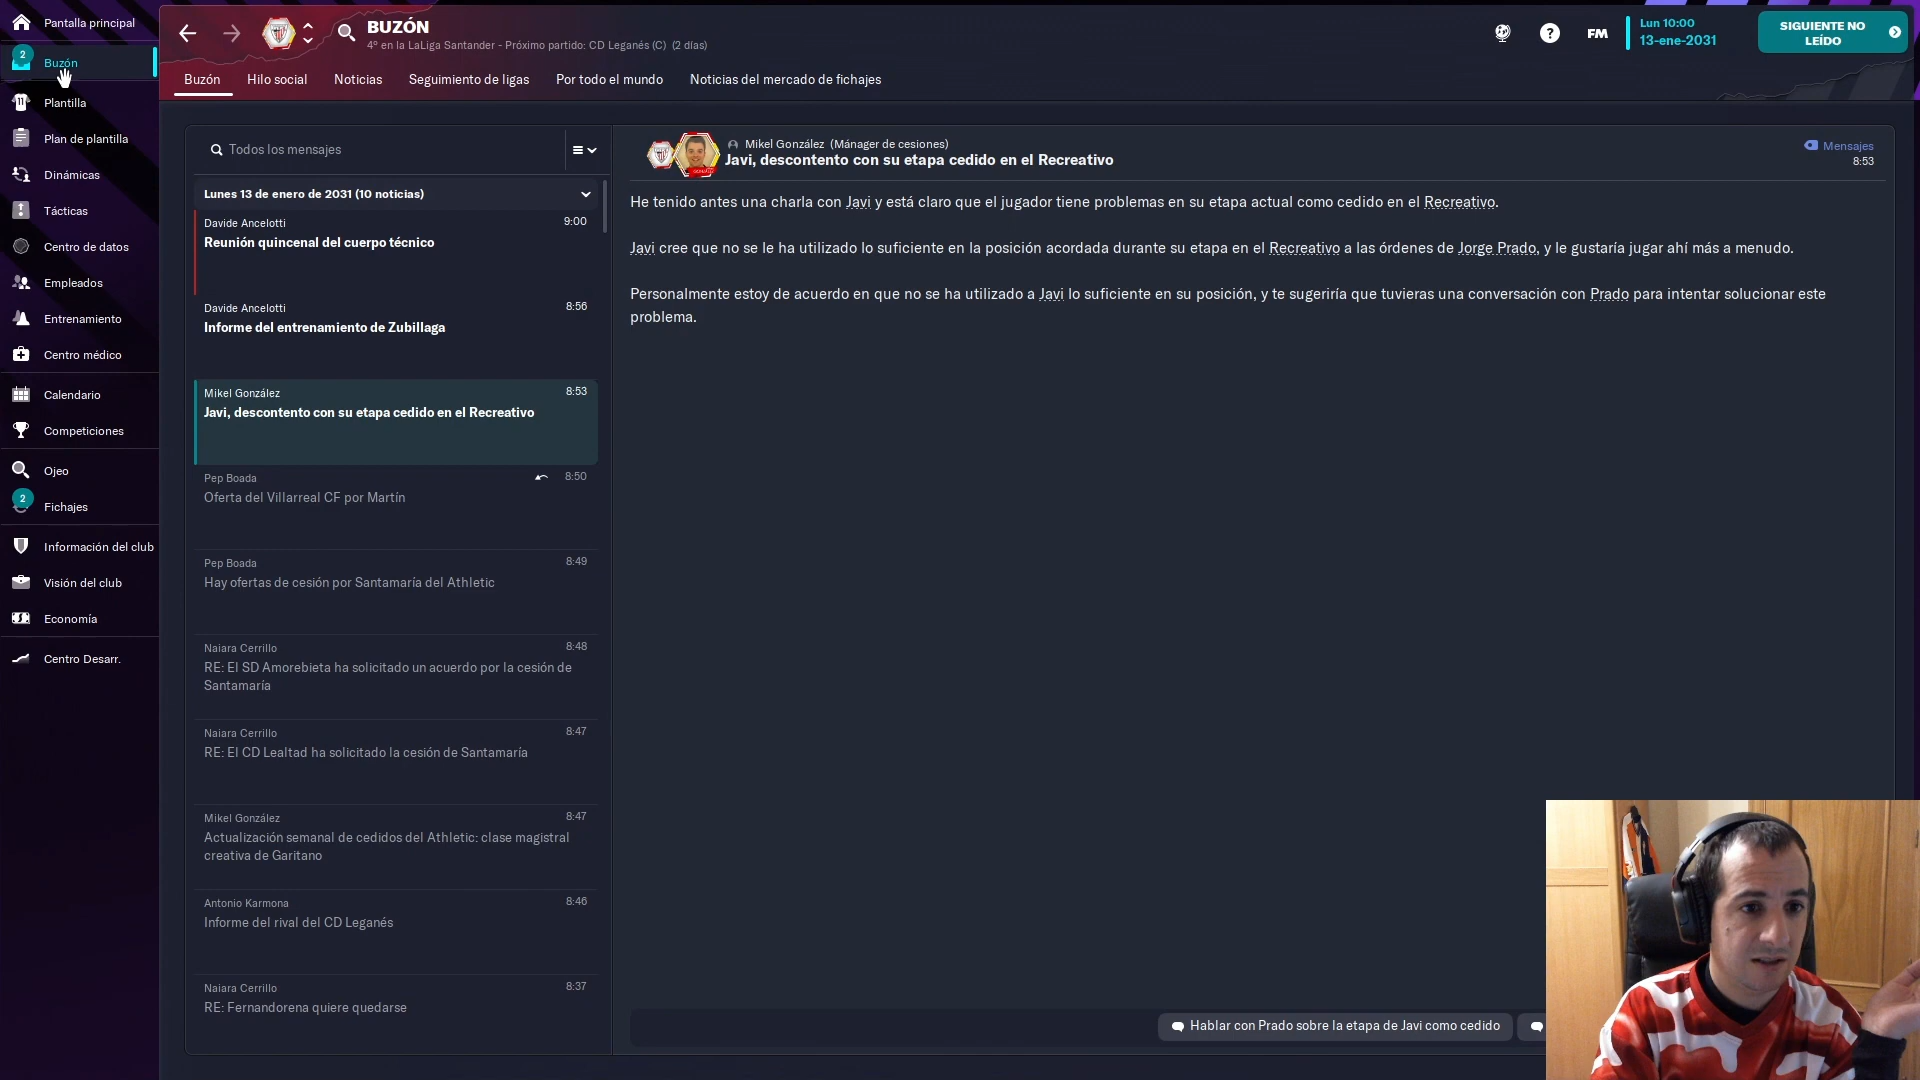 Pantalla principal
2
Buzón
Plantilla
Plan de plantilla
Dinámicas
Tácticas
Centro de datos
Empleados
Entrenamiento
Centro médico
Calendario
Competiciones
Ojeo
2
Fichajes
Información del club
Visión del club
Economía
Centro Desarr.
BUZÓN
4º en la LaLiga Santander - Próximo partido: CD Leganés (C) (2 días)
FM
Lun 10:00
13-ene-2031
SIGUIENTE NO
LEÍDO
Buzón
Hilo social
Noticias
Seguimiento de ligas
Por todo el mundo
Noticias del mercado de fichajes
Todos los mensajes
Lunes 13 de enero de 2031 (10 noticias)
Davide Ancelotti 9:00
Reunión quincenal del cuerpo técnico
Davide Ancelotti 8:56
Informe del entrenamiento de Zubillaga
Mikel González 8:53
Javi, descontento con su etapa cedido en el Recreativo
Pep Boada 8:50
Oferta del Villarreal CF por Martín
Pep Boada 8:49
Hay ofertas de cesión por Santamaría del Athletic
Naiara Cerrillo 8:48
RE: El SD Amorebieta ha solicitado un acuerdo por la cesión de
Santamaría
Naiara Cerrillo 8:47
RE: El CD Lealtad ha solicitado la cesión de Santamaría
Mikel González 8:47
Actualización semanal de cedidos del Athletic: clase magistral
creativa de Garitano
Antonio Karmona 8:46
Informe del rival del CD Leganés
Naiara Cerrillo 8:37
RE: Fernandorena quiere quedarse
Mikel González (Mánager de cesiones)
Javi, descontento con su etapa cedido en el Recreativo
Mensajes
8:53
He tenido antes una charla con Javi y está claro que el jugador tiene problemas en su etapa actual como cedido en el Recreativo.
Javi cree que no se le ha utilizado lo suficiente en la posición acordada durante su etapa en el Recreativo a las órdenes de Jorge Prado, y le gustaría jugar ahí más a menudo.
Personalmente estoy de acuerdo en que no se ha utilizado a Javi lo suficiente en su posición, y te sugeriría que tuvieras una conversación con Prado para intentar solucionar este
problema.
Hablar con Prado sobre la etapa de Javi como cedido